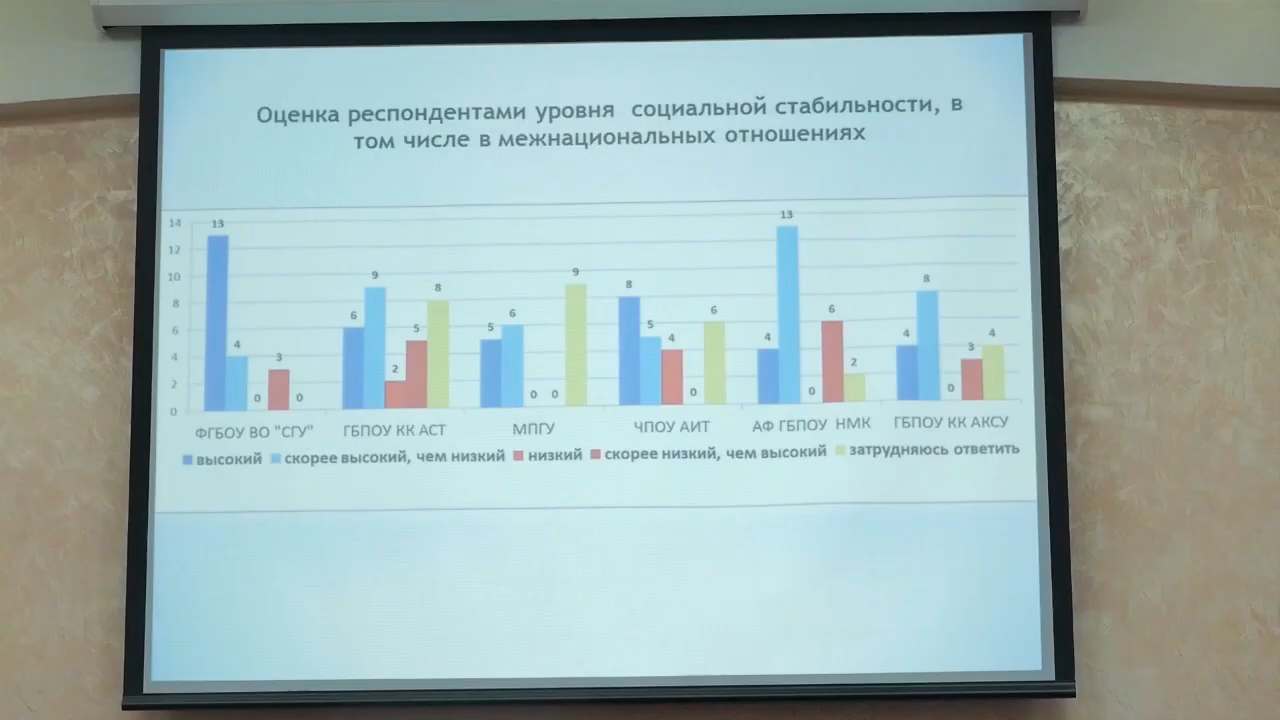 Оценка респондентами уровня социальной стабильности, в
том числе в межнациональных отношениях
14
12
10
8
6
4
2
0
13 4 0 3 0
6 9 2 5 8
5 6 0 0 9
8 5 4 0 6
4 13 0 6 2
4 8 0 3 4
ФГБОУ ВО "СГУ" ГБПОУ КК АСТ МПГУ ЧПОУ АИТ АФ ГБПОУ НМК ГБПОУ КК АКСУ
высокий скорее высокий, чем низкий низкий скорее низкий, чем высокий затрудняюсь ответить